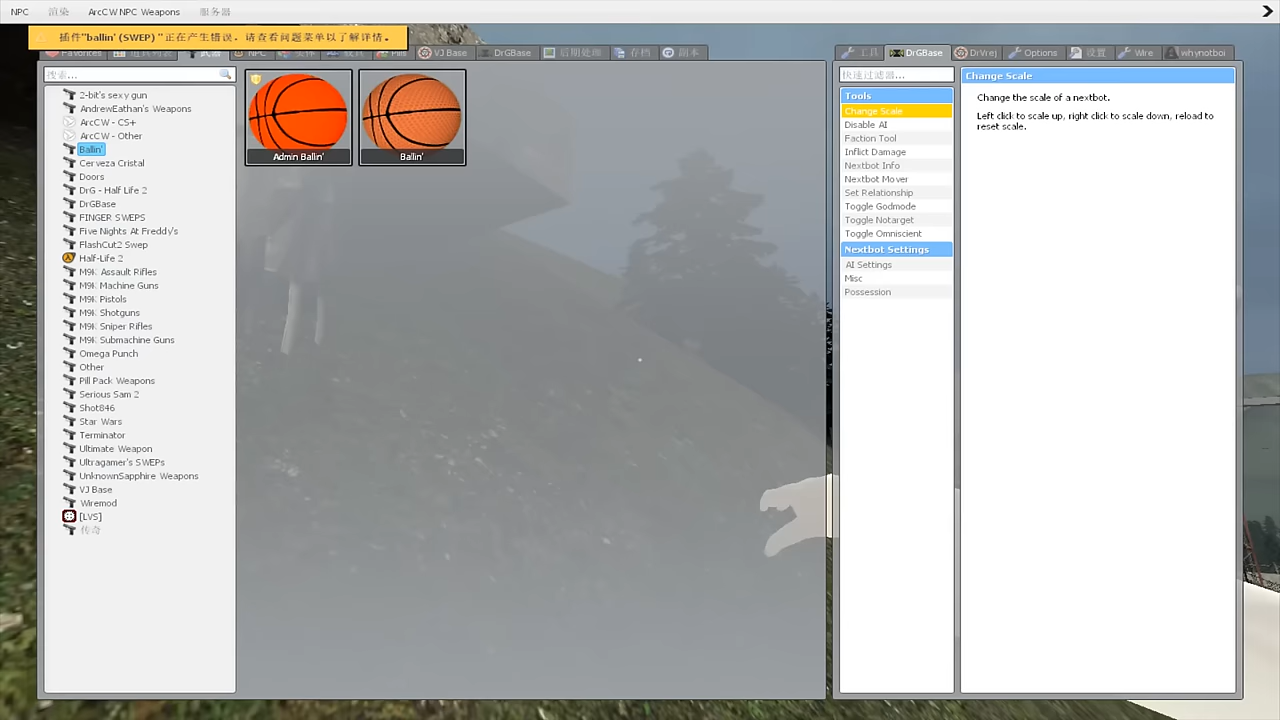 NPC 渲染 ArcCW NPC Weapons 服务器
插件"ballin' (SWEP) "正在产生错误. 请查看问题菜单以了解详情.
Favorites 武器 NPC VJ Base DrGBase 后期处理 存档 副本
工具 DrGBase DrVrej Options 设置 Wire whynotboi
搜索...
2-bit's sexy gun
AndrewEathan's Weapons
ArcCW - CS+
ArcCW - Other
Ballin'
Cerveza Cristal
Doors
DrG - Half Life 2
DrGBase
FINGER SWEPS
Five Nights At Freddy's
FlashCut2 Swep
Half-Life 2
M9K Assault Rifles
M9K Machine Guns
M9K Pistols
M9K Shotguns
M9K Sniper Rifles
M9K Submachine Guns
Omega Punch
Other
Pill Pack Weapons
Serious Sam 2
Shot846
Star Wars
Terminator
Ultimate Weapon
Ultragamer's SWEPs
UnknownSapphire Weapons
VJ Base
Wiremod
[LVS]
传奇
Admin Ballin'
Ballin'
快速过滤器...
Tools
Change Scale
Disable AI
Faction Tool
Inflict Damage
Nextbot Info
Nextbot Mover
Set Relationship
Toggle Godmode
Toggle Notarget
Toggle Omniscient
Nextbot Settings
AI Settings
Misc
Possession
Change Scale
Change the scale of a nextbot.
Left click to scale up, right click to scale down, reload to
reset scale.